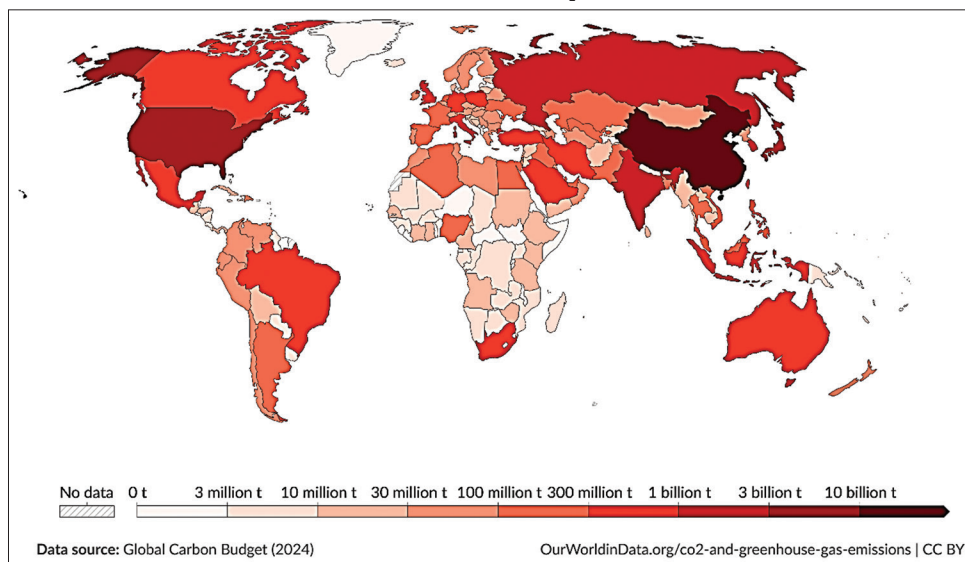 No data 0 t 3 million t 10 million t 30 million t 100 million t 300 million t 1 billion t 3 billion t 10 billion t
Data source: Global Carbon Budget (2024) OurWorldinData.org/co2-and-greenhouse-gas-emissions | CC BY